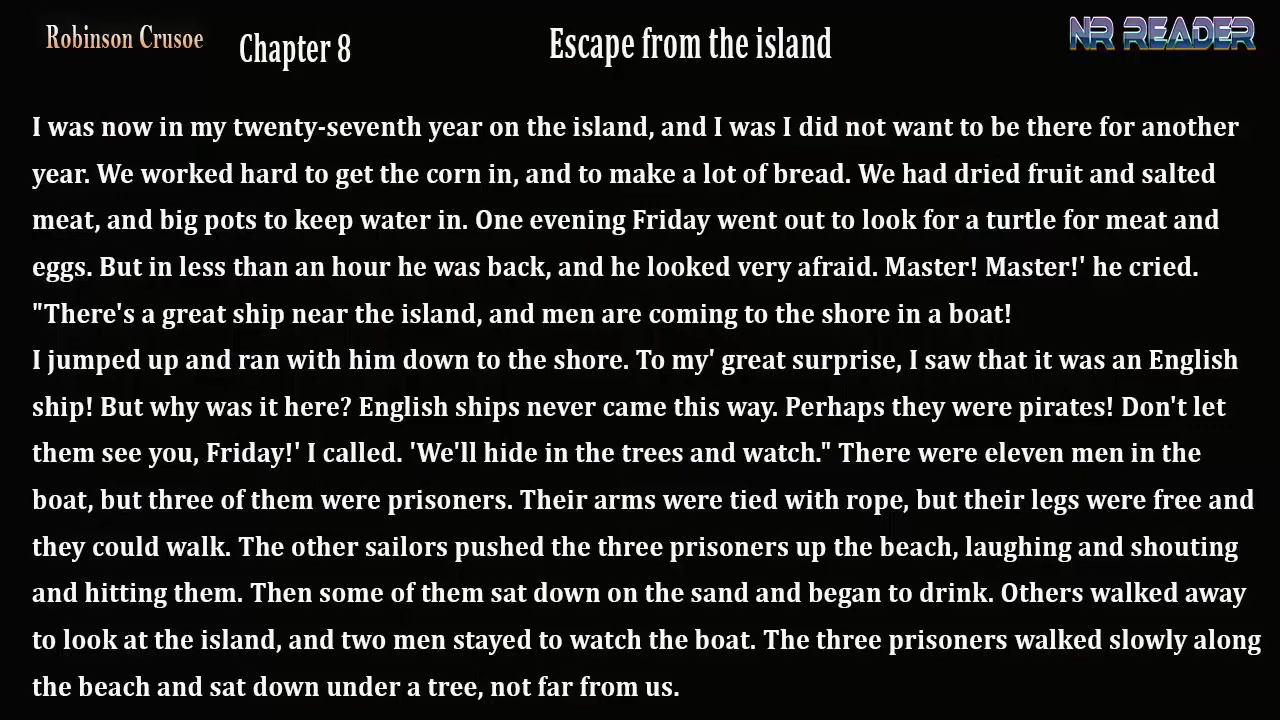 Robinson Crusoe
Chapter 8
Escape from the island
NR READER
I was now in my twenty-seventh year on the island, and I was I did not want to be there for another
year. We worked hard to get the corn in, and to make a lot of bread. We had dried fruit and salted
meat, and big pots to keep water in. One evening Friday went out to look for a turtle for meat and
eggs. But in less than an hour he was back, and he looked very afraid. Master! Master!' he cried.
"There's a great ship near the island, and men are coming to the shore in a boat!
I jumped up and ran with him down to the shore. To my' great surprise, I saw that it was an English
ship! But why was it here? English ships never came this way. Perhaps they were pirates! Don't let
them see you, Friday!' I called. 'We'll hide in the trees and watch." There were eleven men in the
boat, but three of them were prisoners. Their arms were tied with rope, but their legs were free and
they could walk. The other sailors pushed the three prisoners up the beach, laughing and shouting
and hitting them. Then some of them sat down on the sand and began to drink. Others walked away
to look at the island, and two men stayed to watch the boat. The three prisoners walked slowly along
the beach and sat down under a tree, not far from us.